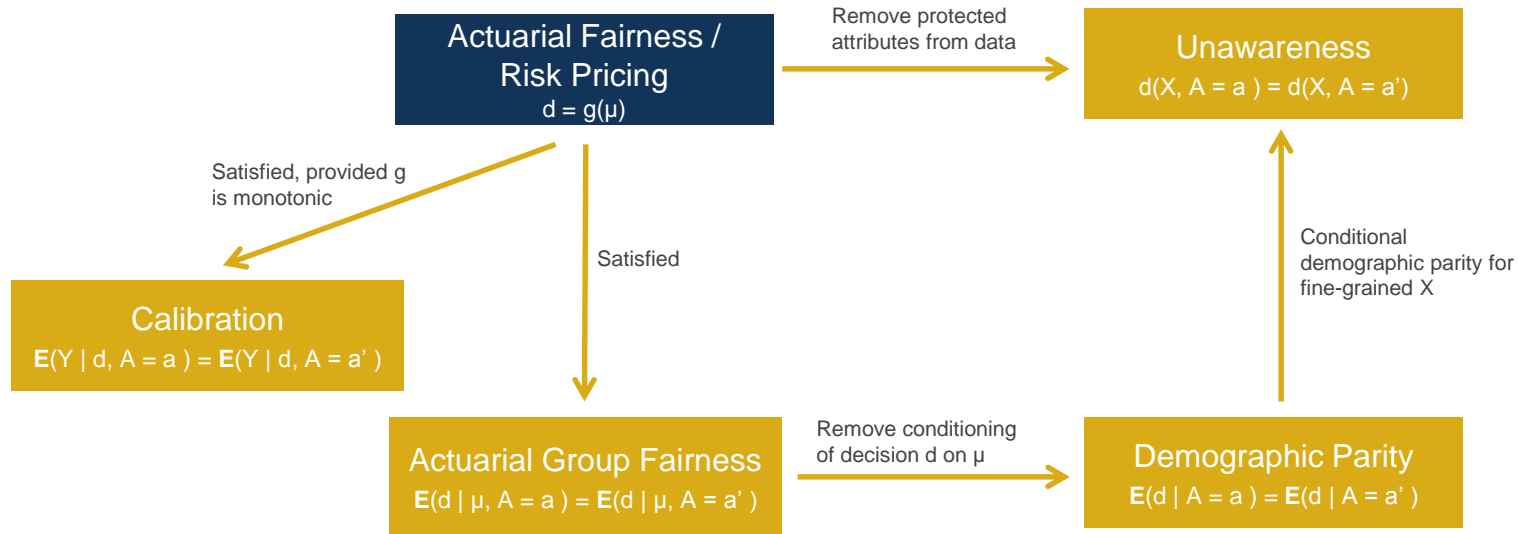 Actuarial Fairness /
Risk Pricing
d = g(μ)
Remove protected
attributes from data
Unawareness
d(X, A = a ) = d(X, A = a’)
Satisfied, provided g
is monotonic
Satisfied
Conditional
demographic parity for
fine-grained X
Calibration
E(Y | d, A = a ) = E(Y | d, A = a’ )
Actuarial Group Fairness
E(d | μ, A = a ) = E(d | μ, A = a’ )
Remove conditioning
of decision d on μ
Demographic Parity
E(d | A = a ) = E(d | A = a’ )